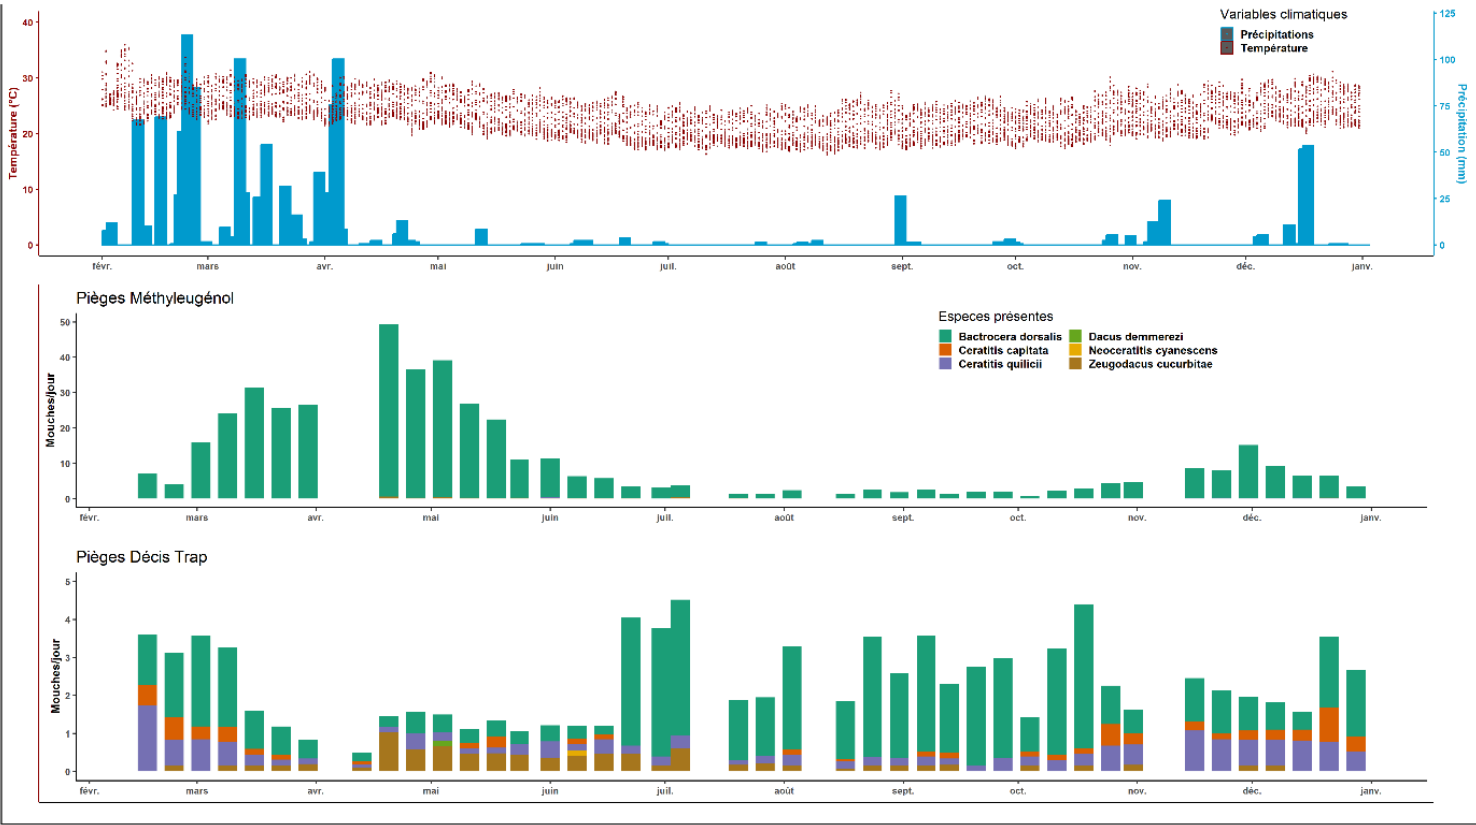 Variables climatiques
Précipitations
Température
Température (°C)
40
30
20
10
0
125
100
75
50
25
0
Précipitation (mm)
févr. mars avr. mai juin juil. août sept. oct. nov. déc. janv.
Pièges Méthyleugénol
Especes présentes
Bactrocera dorsalis Dacus demmerezi
Ceratitis capitata Neoceratitis cyanescens
Ceratitis quilicii Zeugodacus cucurbitae
Mouches/jour
50
40
30
20
10
0
févr. mars avr. mai juin juil. août sept. oct. nov. déc. janv.
Pièges Décis Trap
Mouches/jour
5
4
3
2
1
0
févr. mars avr. mai juin juil. août sept. oct. nov. déc. janv.